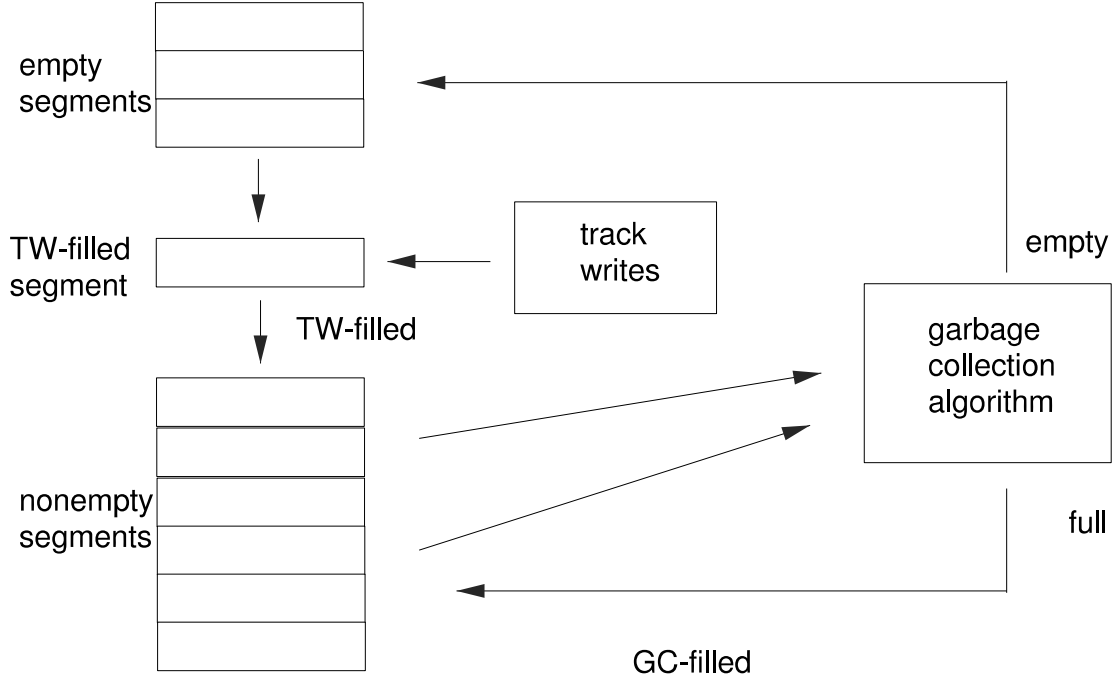 empty
segments
TW-filled
segment
track
writes
TW-filled
empty
garbage
collection
algorithm
nonempty
segments
full
GC-filled